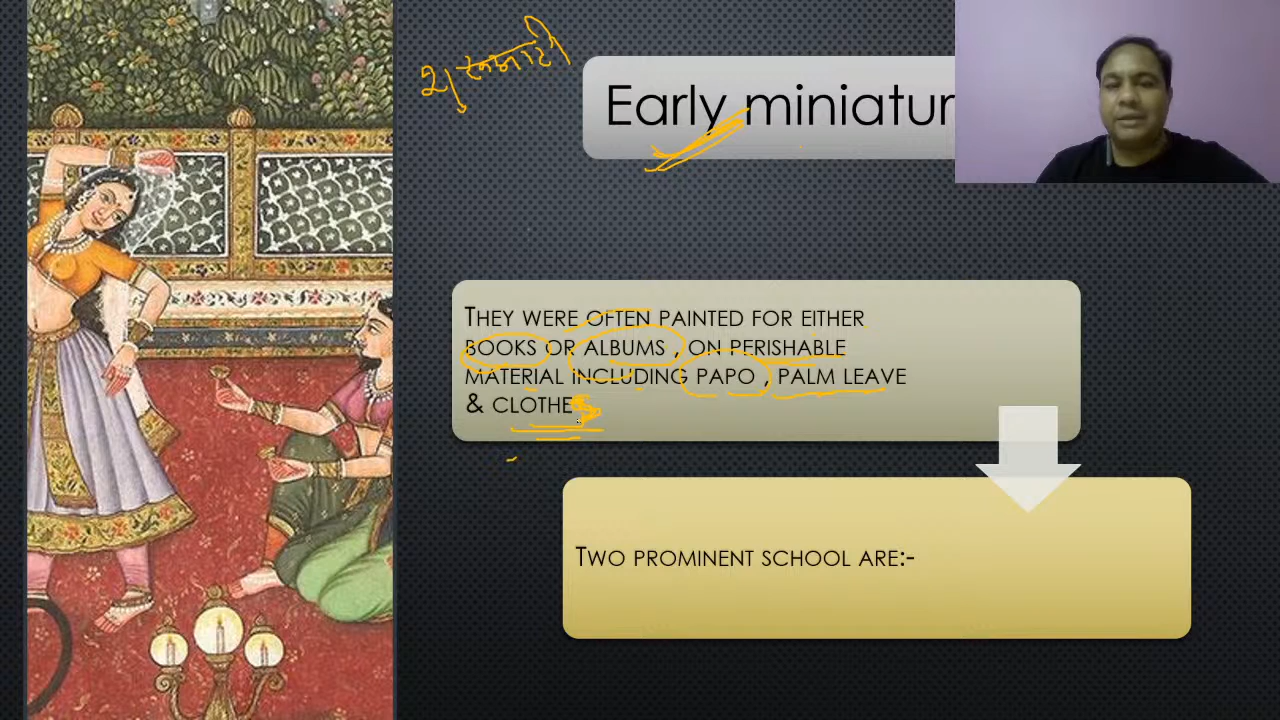 Early miniatur
THEY WERE OFTEN PAINTED FOR EITHER
BOOKS OR ALBUMS , ON PERISHABLE
MATERIAL INCLUDING PAPO , PALM LEAVE
& CLOTHE
TWO PROMINENT SCHOOL ARE:-